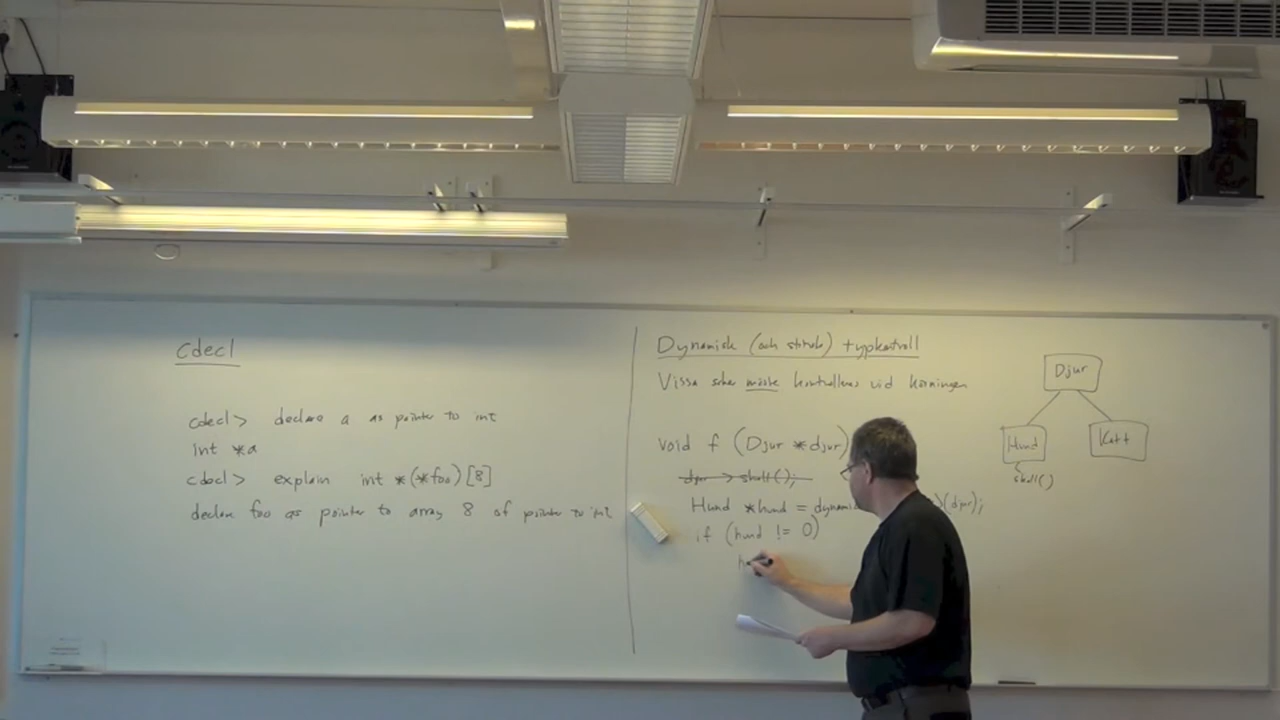 cdecl
cdecl> declare a as pointer to int
int *a
cdecl> explain int *(*foo)[8]
declare foo as pointer to array 8 of pointer to int
Dynamisk (och strikt) typkontroll
Vissa saker måste kontrolleras vid körningen
void f (Djur *djur)
djur->skall();
Hund *hund = dynamic (djur);
if (hund != 0)
h
Djur
Hund Katt
skall()